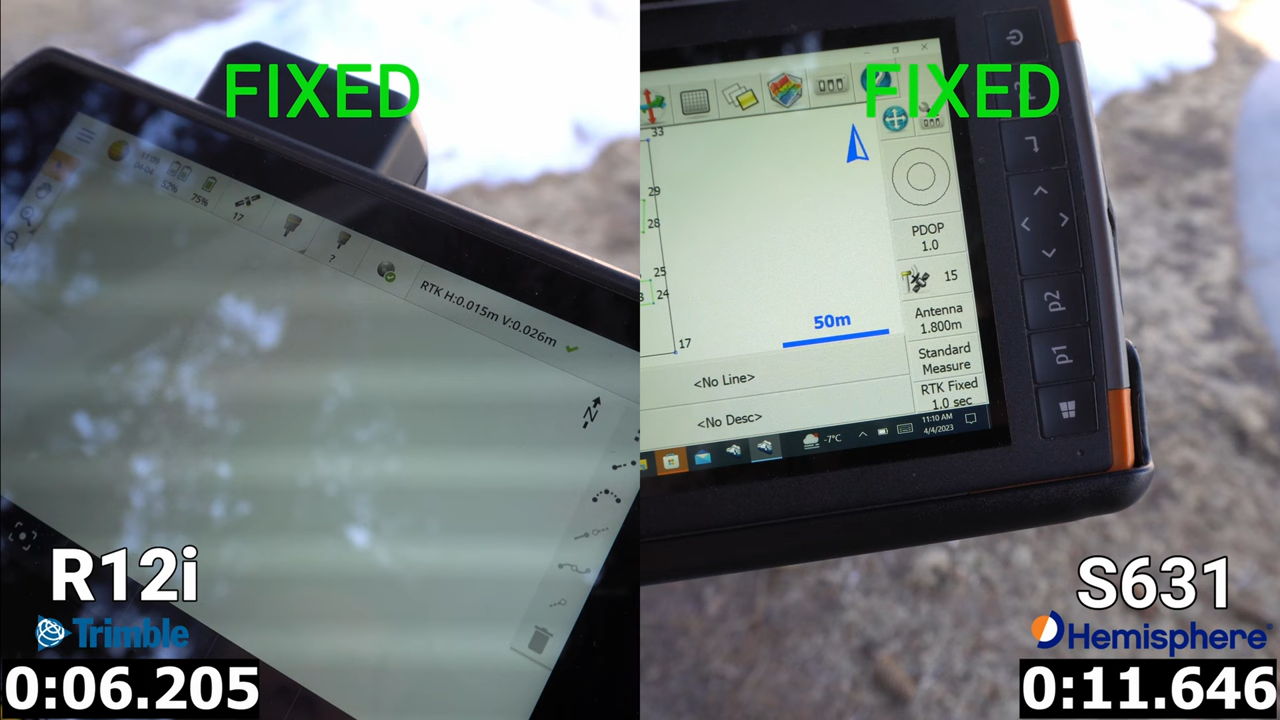 FIXED
52%
75%
17
?
RTK H:0.015m V:0.026m
N
R12i
Trimble
0:06.205
FIXED
33
29
28
25
24
17
50m
PDOP
1.0
15
Antenna
1.800m
Standard
Measure
RTK Fixed
1.0 sec
<No Line>
<No Desc>
-7°C
11:10 AM
4/4/2023
p2
p1
S631
Hemisphere
0:11.646